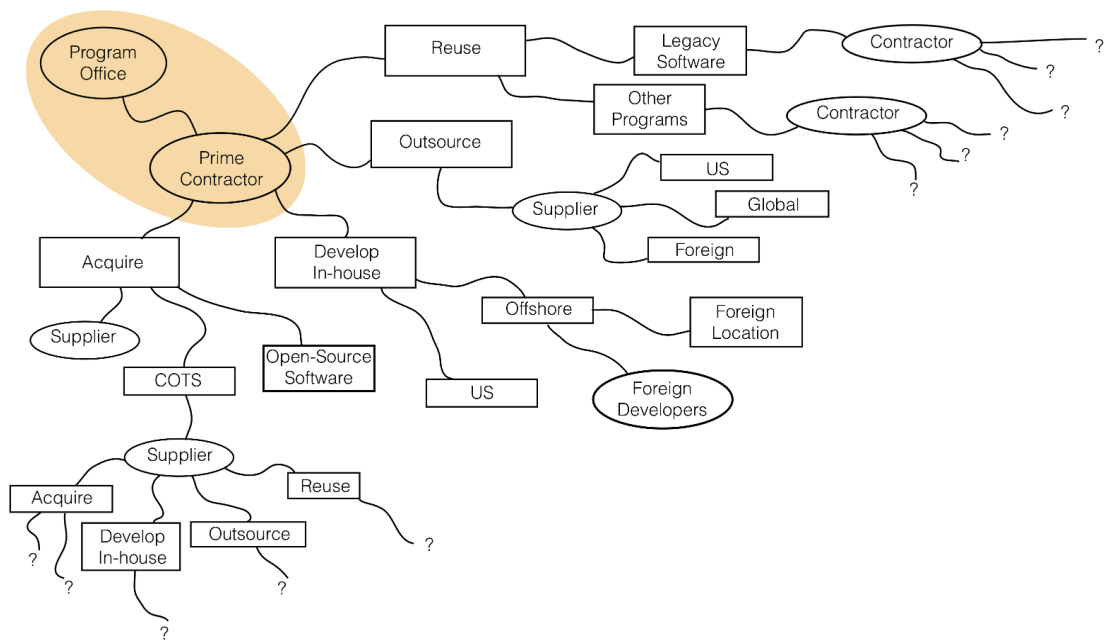 Program
Office
Reuse
Legacy
Software
Contractor
?
?
?
Other
Programs
Contractor
?
?
?
Prime
Contractor
Outsource
Supplier
US
Global
Foreign
Acquire
Develop
In-house
Supplier
Offshore
Foreign
Location
Open-Source
Software
COTS
US
Foreign
Developers
Supplier
Acquire
Reuse
Develop
In-house
Outsource
?
?
?
?
?